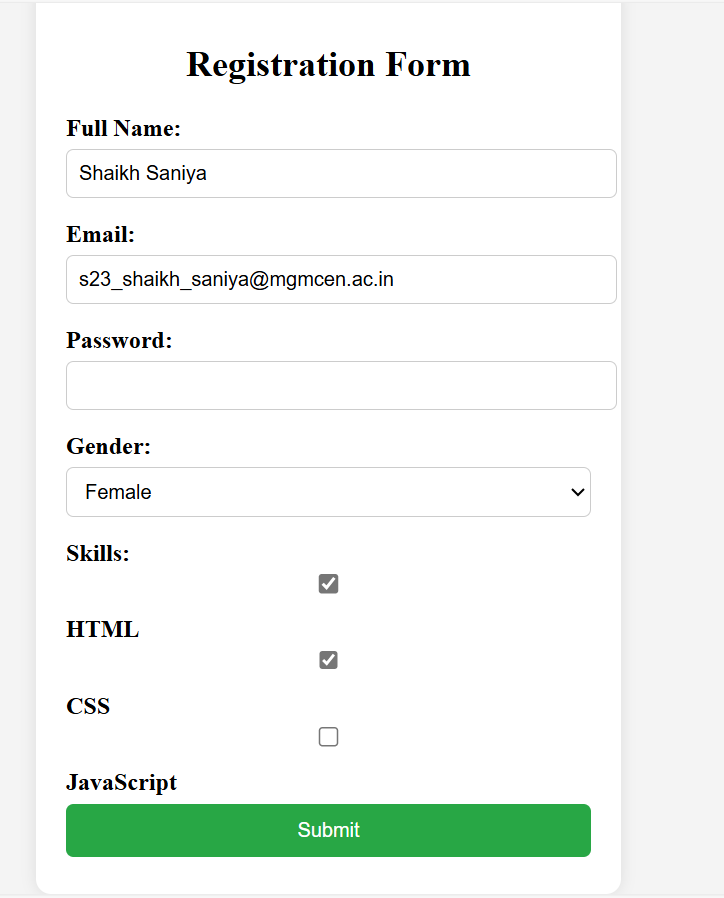 Registration Form
Full Name:
Shaikh Saniya
Email:
s23_shaikh_saniya@mgmcen.ac.in
Password:
Gender:
Female
Skills:
HTML
CSS
JavaScript
Submit